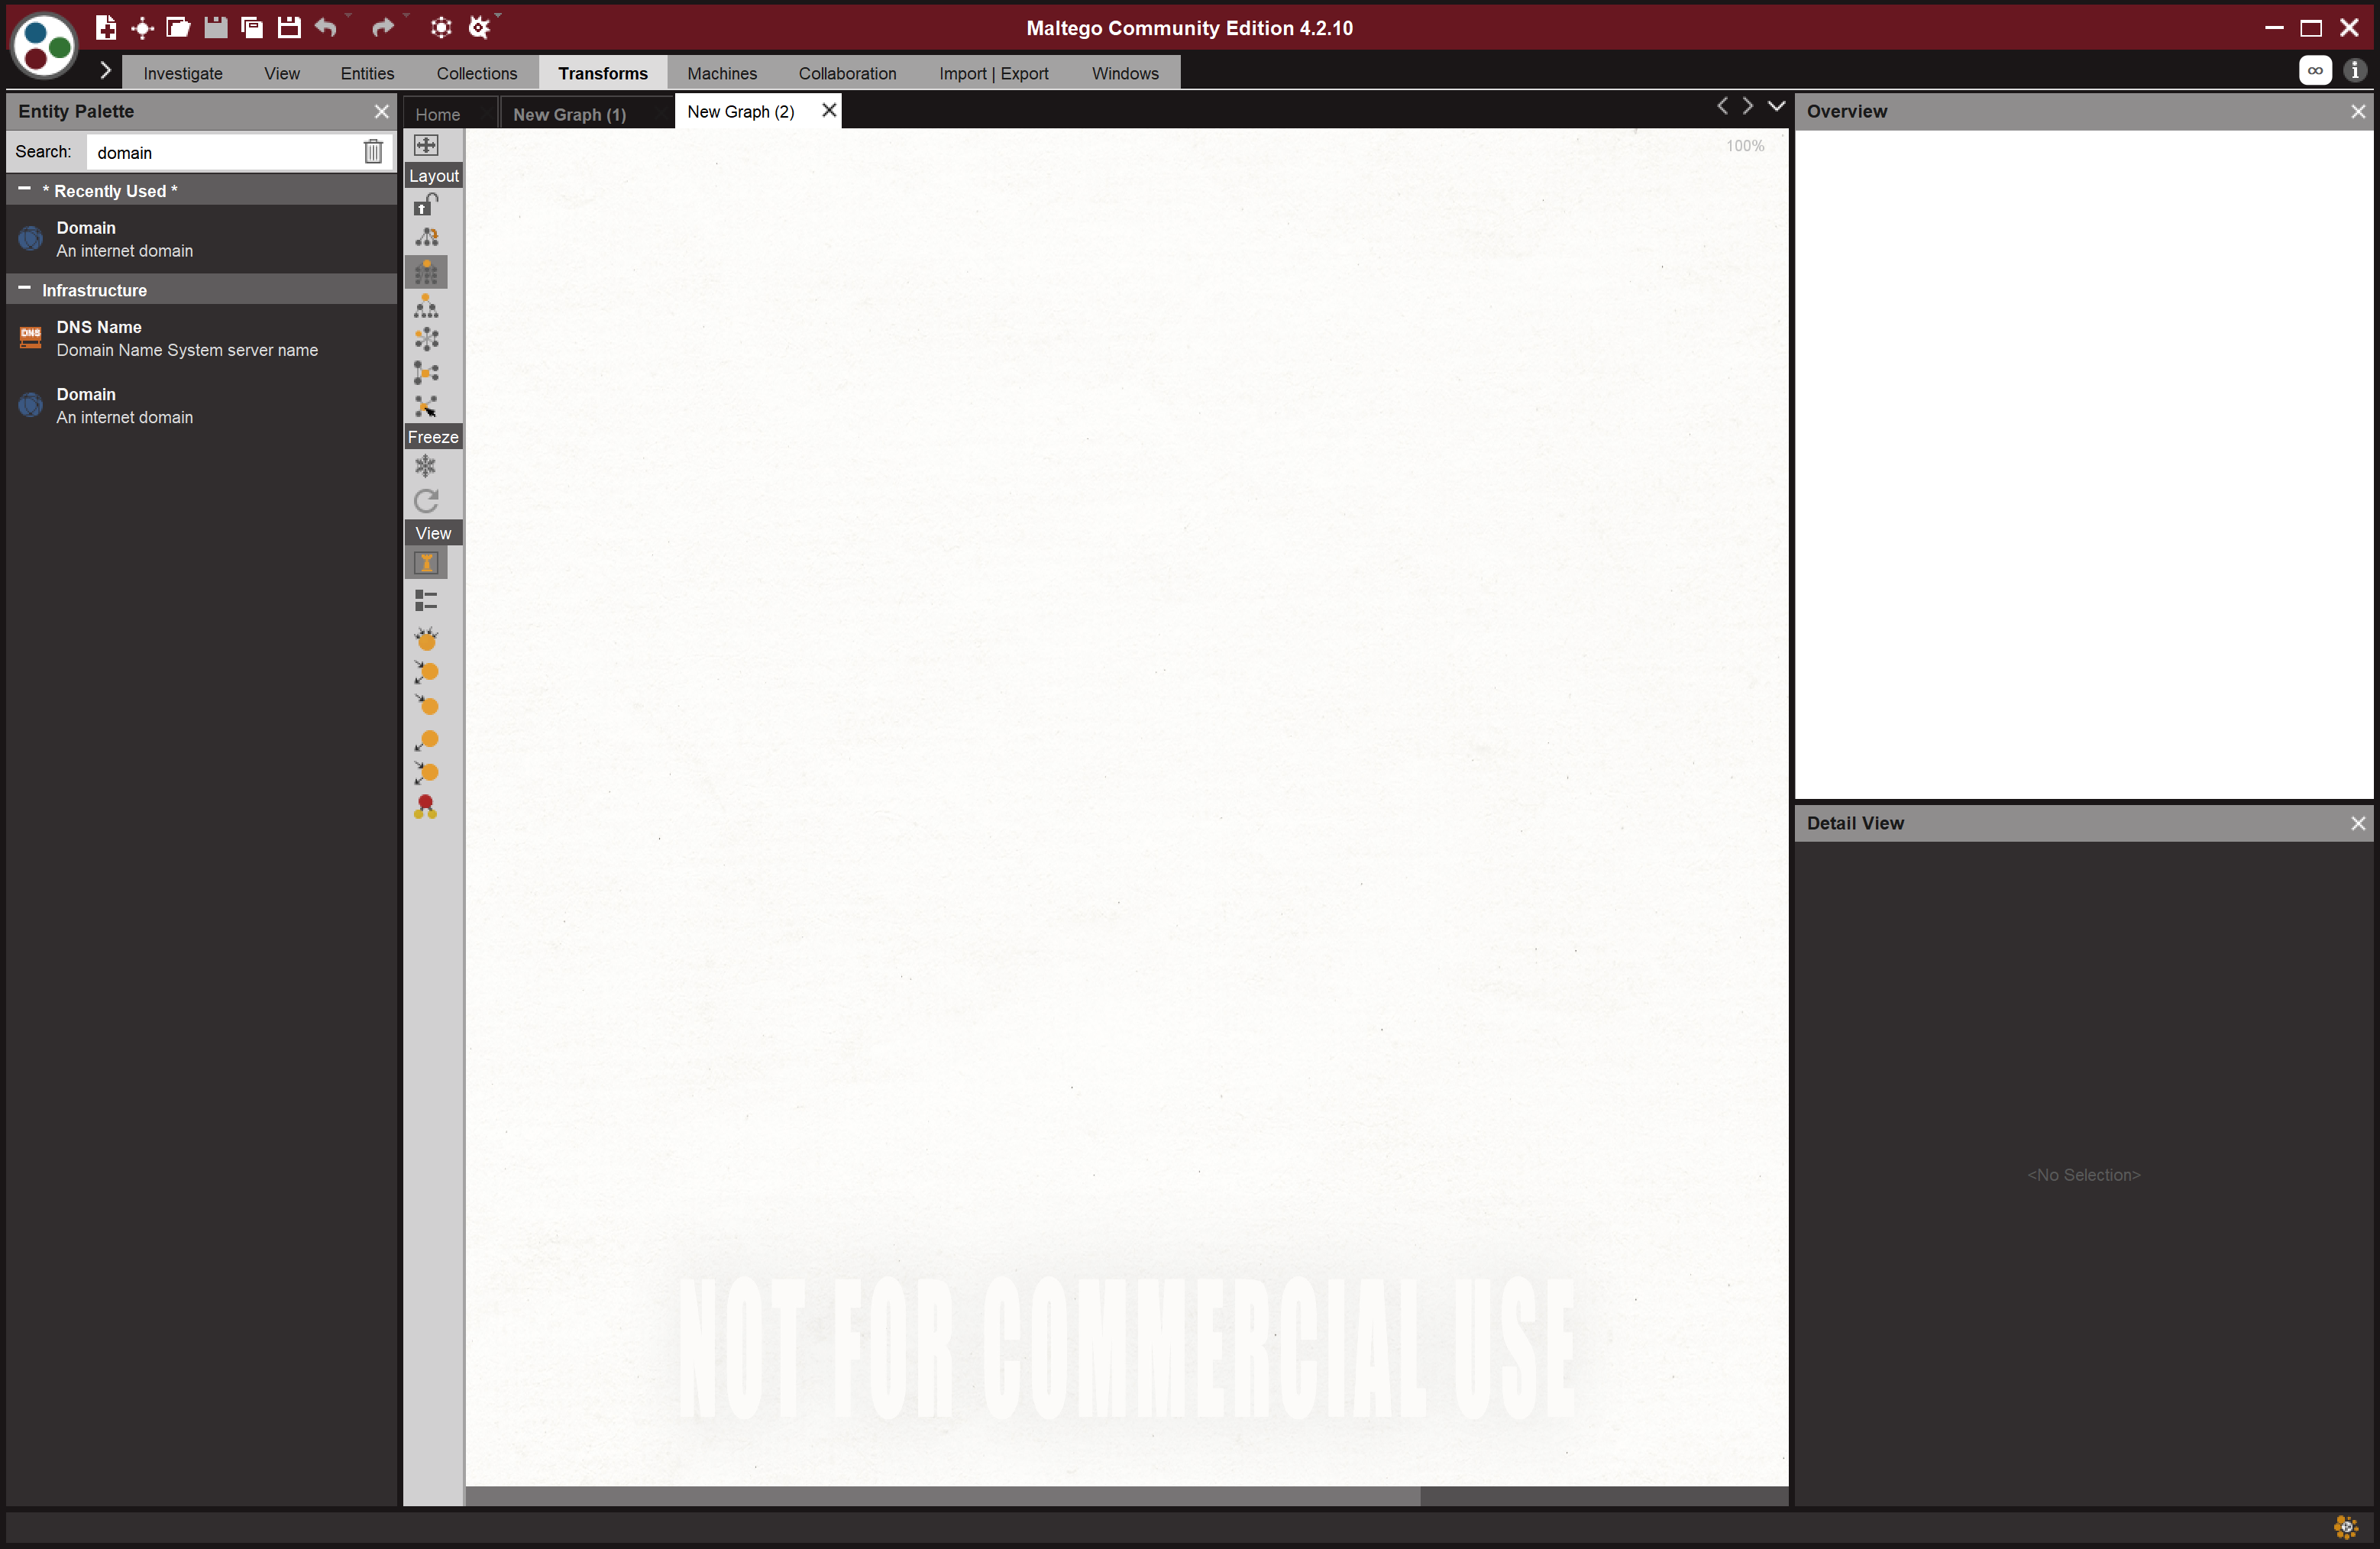 Maltego Community Edition 4.2.10
Investigate View Entities Collections Transforms Machines Collaboration Import | Export Windows
Entity Palette
Search: domain
* Recently Used *
Domain
An internet domain
Infrastructure
DNS Name
DNS
Domain Name System server name
Domain
An internet domain
Home New Graph (1) New Graph (2)
100%
Layout
Freeze
View
NOT FOR COMMERCIAL USE
Overview
Detail View
<No Selection>